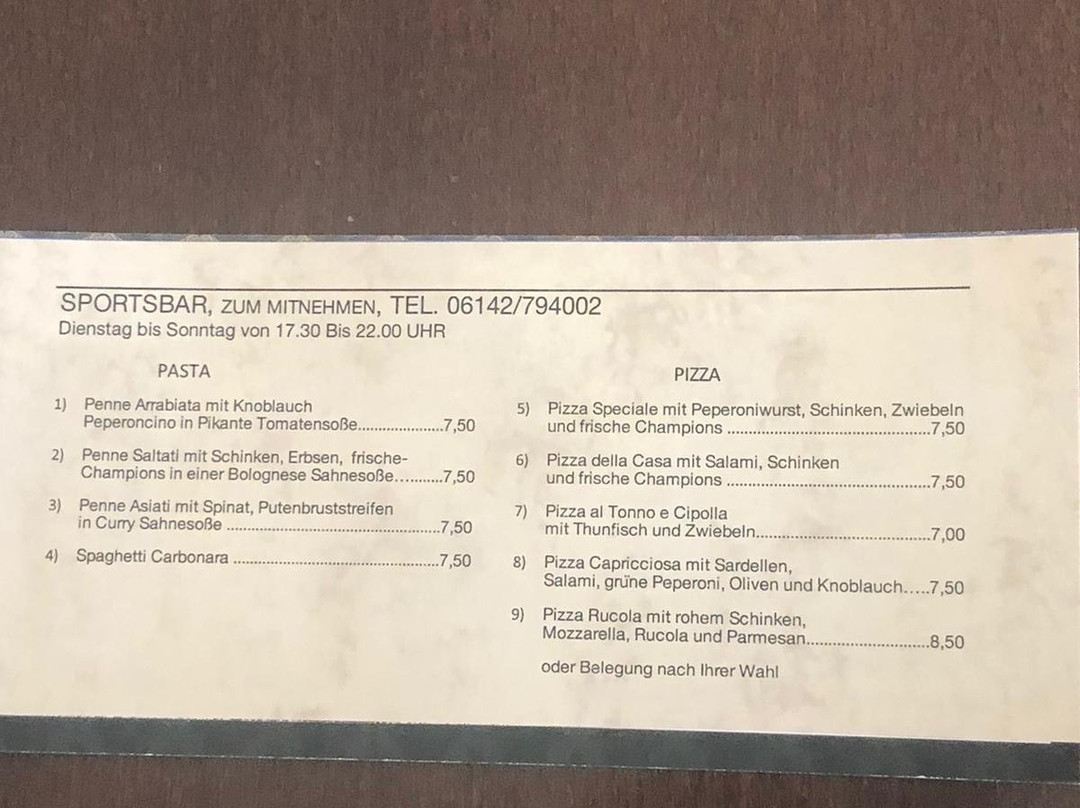 SPORTSBAR, ZUM MITNEHMEN, TEL. 06142/794002
Dienstag bis Sonntag von 17.30 Bis 22.00 UHR
PASTA
1) Penne Arrabiata mit Knoblauch
Peperoncino in Pikante Tomatensoße....................7,50
2) Penne Saltati mit Schinken, Erbsen, frische-
Champions in einer Bolognese Sahnesoße...........7,50
3) Penne Asiati mit Spinat, Putenbruststreifen
in Curry Sahnesoße ..................................................7,50
4) Spaghetti Carbonara ................................................7,50
PIZZA
5) Pizza Speciale mit Peperoniwurst, Schinken, Zwiebeln
und frische Champions ................................................7,50
6) Pizza della Casa mit Salami, Schinken
und frische Champions ................................................7,50
7) Pizza al Tonno e Cipolla
mit Thunfisch und Zwiebeln.........................................7,00
8) Pizza Capricciosa mit Sardellen,
Salami, grüne Peperoni, Oliven und Knoblauch.....7,50
9) Pizza Rucola mit rohem Schinken,
Mozzarella, Rucola und Parmesan.............................8,50
oder Belegung nach Ihrer Wahl